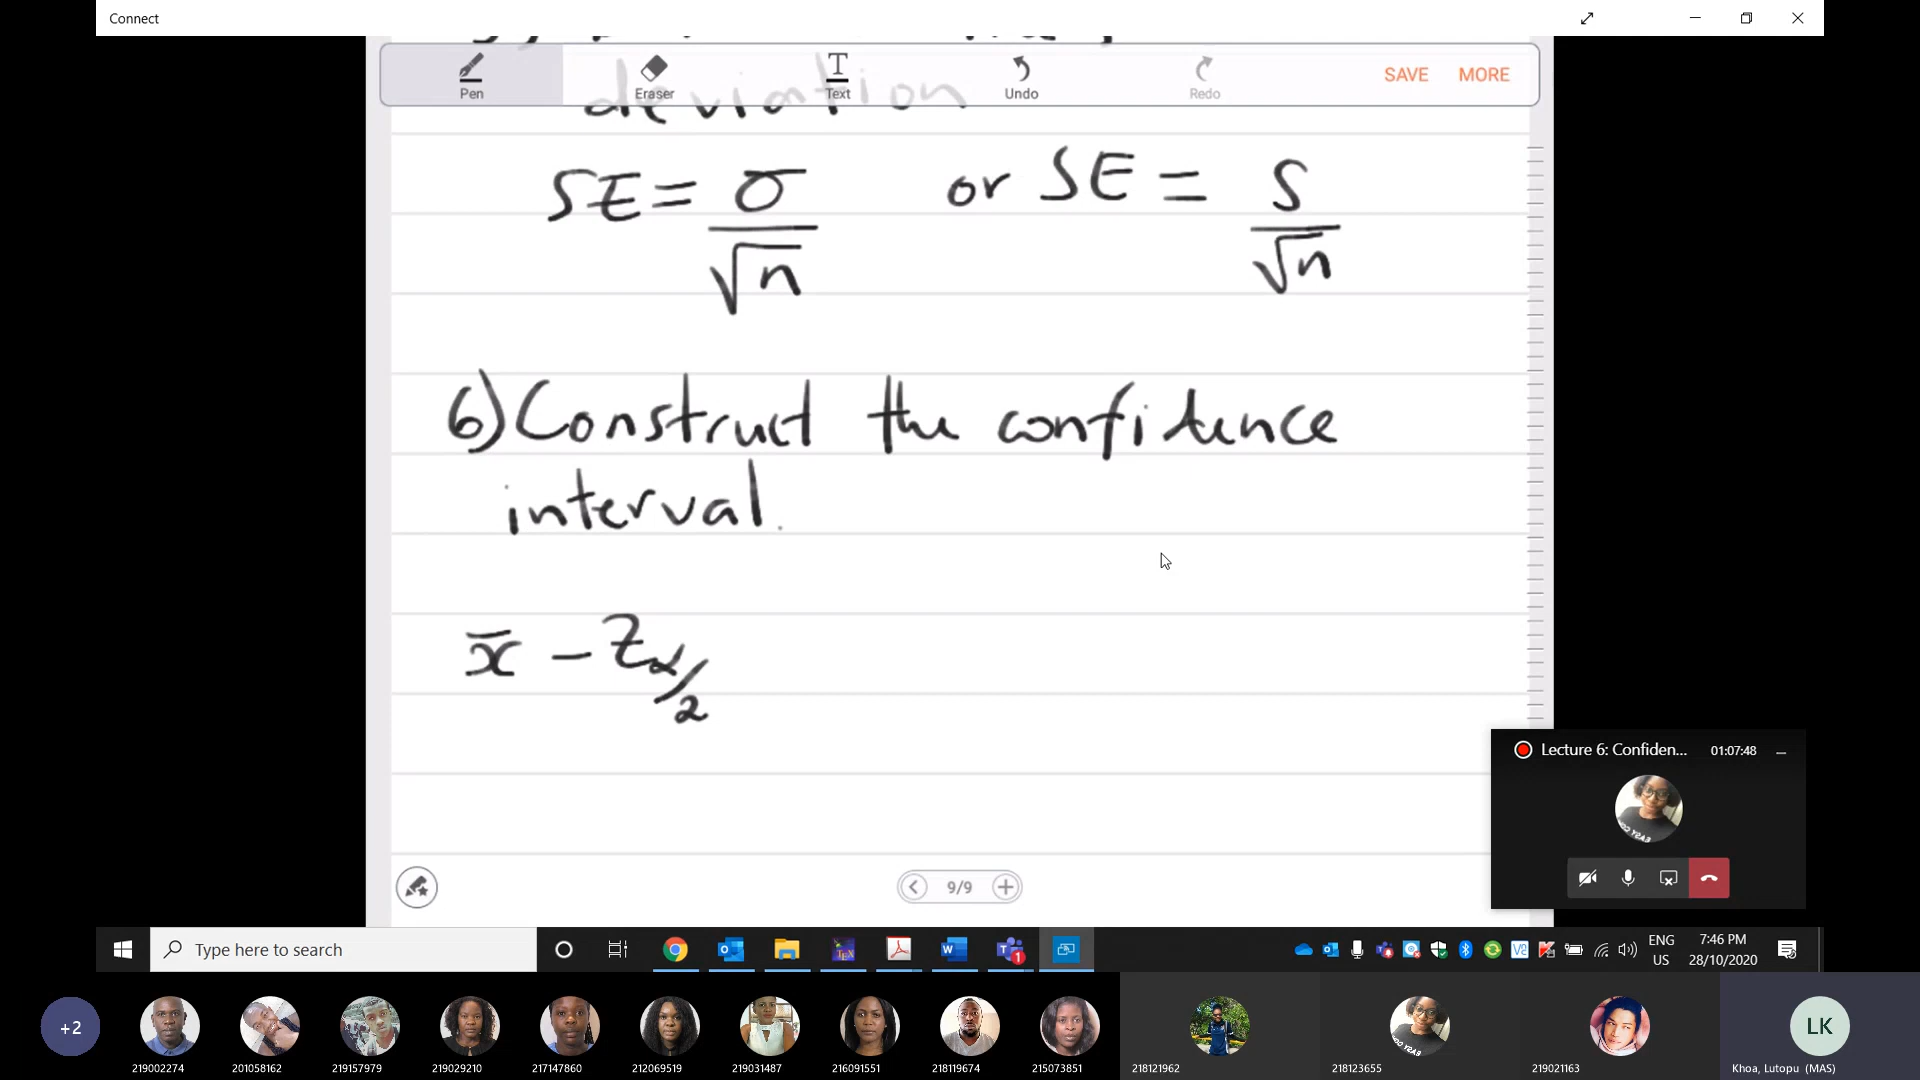 Connect
deviation
Pen Eraser Text Undo Redo SAVE MORE
SE = σ/√n or SE = S/√n
6) Construct the confidence
interval.
x̄ - Zα/2
Lecture 6: Confiden... 01:07:48
9/9
Type here to search
ENG
US
7:46 PM
28/10/2020
1
+2
LK
219002274 201058162 219157979 219029210 217147860 212069519 219031487 216091551 218119674 215073851 218121962 218123655 219021163 Khoa, Lutopu (MAS)